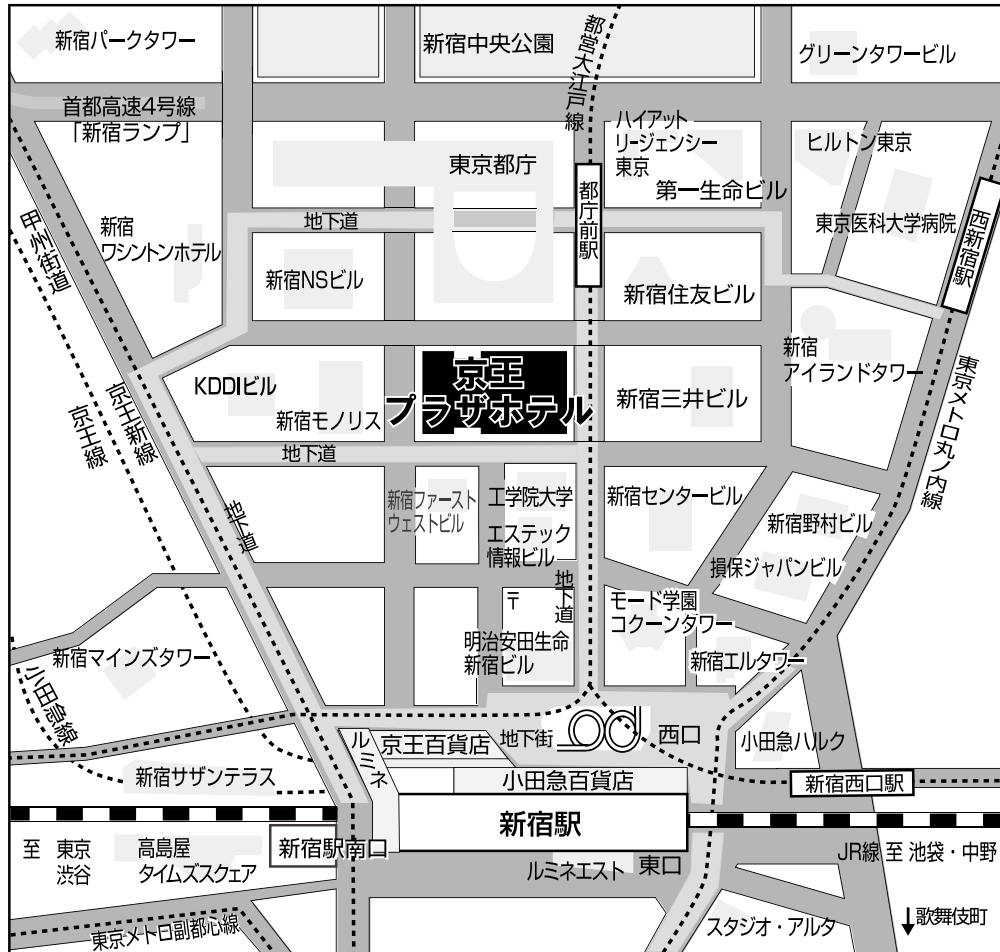 新宿パークタワー
新宿中央公園
都営大江戸線
グリーンタワービル
首都高速4号線
「新宿ランプ」
ハイアット
リージェンシー
東京
ヒルトン東京
東京都庁
第一生命ビル
都庁前駅
西新宿駅
地下道
東京医科大学病院
甲州街道
新宿
ワシントンホテル
新宿NSビル
新宿住友ビル
新宿
アイランドタワー
東京メトロ丸ノ内線
京王
プラザホテル
KDDIビル
新宿モノリス
新宿三井ビル
京王新線
京王線
地下道
地下道
新宿ファースト
ウェストビル
工学院大学
エステック
情報ビル
新宿センタービル
新宿野村ビル
損保ジャパンビル
地下道
〒
モード学園
コクーンタワー
明治安田生命
新宿ビル
新宿エルタワー
新宿マインズタワー
小田急線
ルミネ
京王百貨店
地下街
西口
小田急ハルク
小田急百貨店
新宿サザンテラス
新宿西口駅
新宿駅
新宿駅南口
至 東京
渋谷
高島屋
タイムズスクェア
ルミネエスト
東口
JR線 至 池袋・中野
東京メトロ副都心線
スタジオ・アルタ
↓歌舞伎町